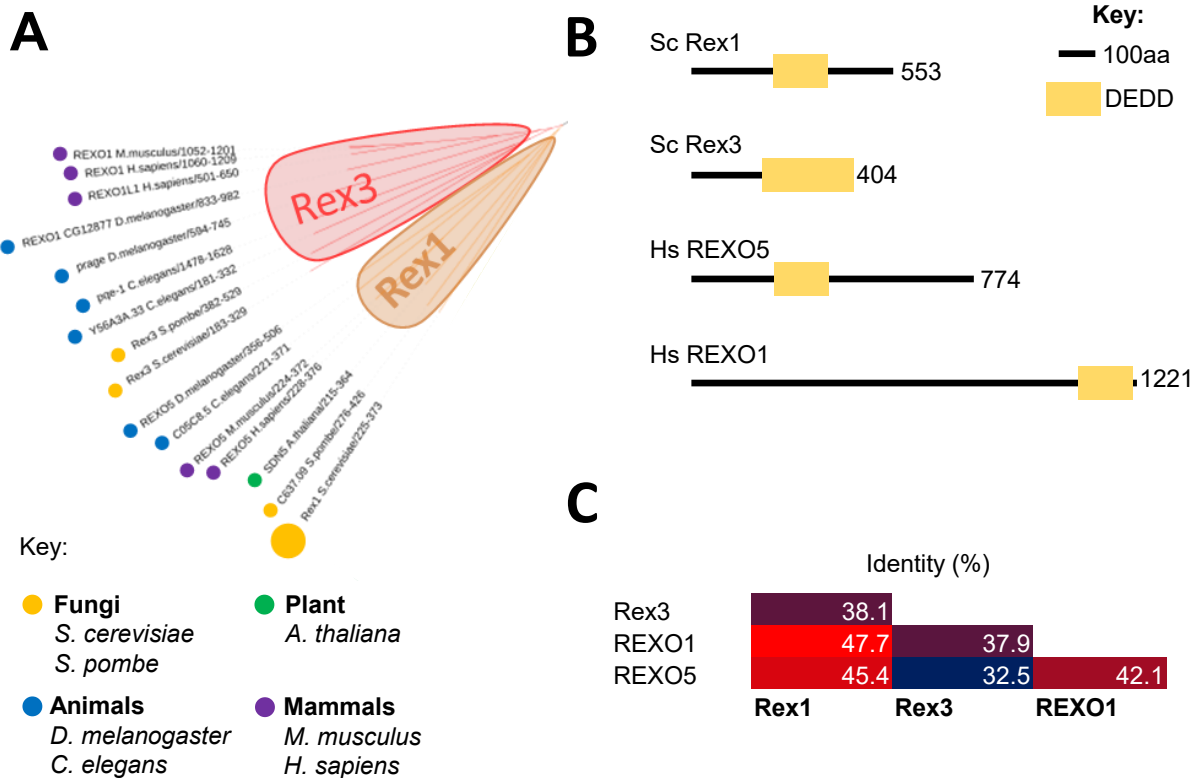 A
REXO1 M.musculus/1052-1201
REXO1 H.sapiens/1060-1209
REXO1L1 H.sapiens/501-650
REXO1 CG12877 D.melanogaster/833-982
prage D.melanogaster/594-745
pqe-1 C.elegans/1478-1628
Y56A3A.33 C.elegans/181-332
Rex3 S.pombe/382-529
Rex3 S.cerevisiae/183-329
REXO5 D.melanogaster/356-506
C05C8.5 C.elegans/221-371
REXO5 M.musculus/224-372
REXO5 H.sapiens/228-376
SDN5 A.thaliana/215-364
C637.09 S.pombe/276-426
Rex1 S.cerevisiae/225-373
Rex3
Rex1
Key:
Fungi
S. cerevisiae
S. pombe
Plant
A. thaliana
Animals
D. melanogaster
C. elegans
Mammals
M. musculus
H. sapiens
B
Key:
100aa
DEDD
Sc Rex1
553
Sc Rex3
404
Hs REXO5
774
Hs REXO1
1221
C
Identity (%)
Rex3 38.1
REXO1 47.7 37.9
REXO5 45.4 32.5 42.1
Rex1 Rex3 REXO1